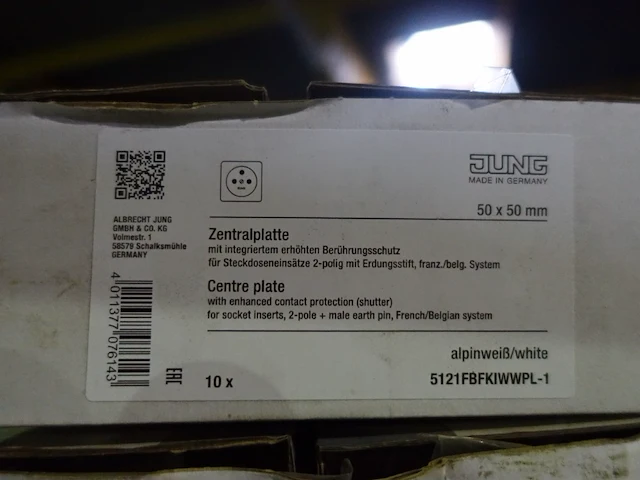 JUNG
MADE IN GERMANY
50 x 50 mm
ALBRECHT JUNG
GMBH & CO. KG
Volmestr. 1
58579 Schalksmühle
GERMANY
Zentralplatte
mit integriertem erhöhten Berührungsschutz
für Steckdoseneinsätze 2-polig mit Erdungsstift, franz./belg. System
Centre plate
with enhanced contact protection (shutter)
for socket inserts, 2-pole + male earth pin, French/Belgian system
alpinweiß/white
4 011377 076143
EAC
10 x
5121FBFKIWWPL-1